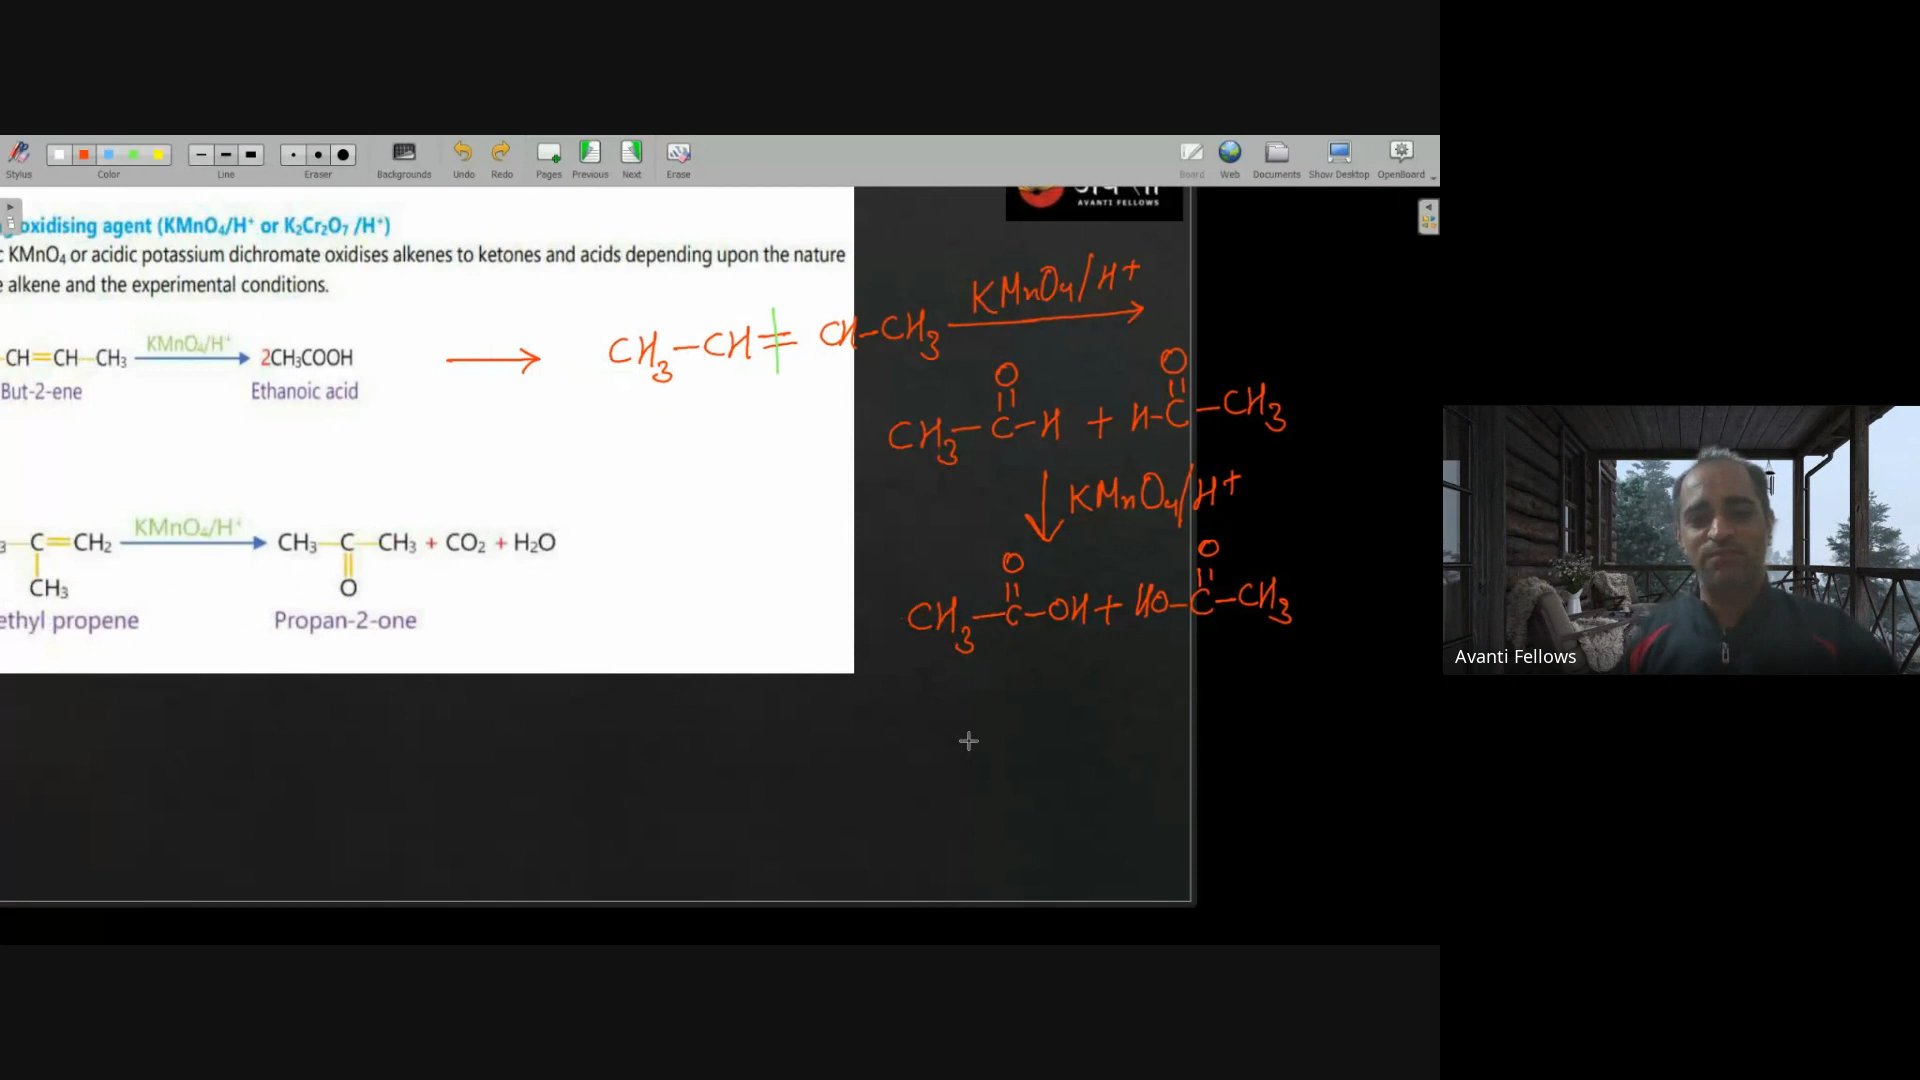 Stylus
Color
Line
Eraser
Backgrounds
Undo
Redo
Pages
Previous
Next
Erase
Board
Web
Documents
Show Desktop
OpenBoard
AVANTI FELLOWS
oxidising agent (KMnO₄/H⁺ or K₂Cr₂O₇ /H⁺)
KMnO₄ or acidic potassium dichromate oxidises alkenes to ketones and acids depending upon the nature
alkene and the experimental conditions.
KMnO₄/H⁺
CH₃-CH=CH-CH₃
CH=CH-CH₃ KMnO₄/H⁺ 2CH₃COOH
But-2-ene Ethanoic acid
O O
|| ||
CH₃-C-H + H-C-CH₃
KMnO₄/H⁺
KMnO₄/H⁺
C=CH₂ CH₃-C-CH₃ + CO₂ + H₂O
CH₃ O
ethyl propene Propan-2-one
O O
|| ||
CH₃-C-OH + HO-C-CH₃
Avanti Fellows